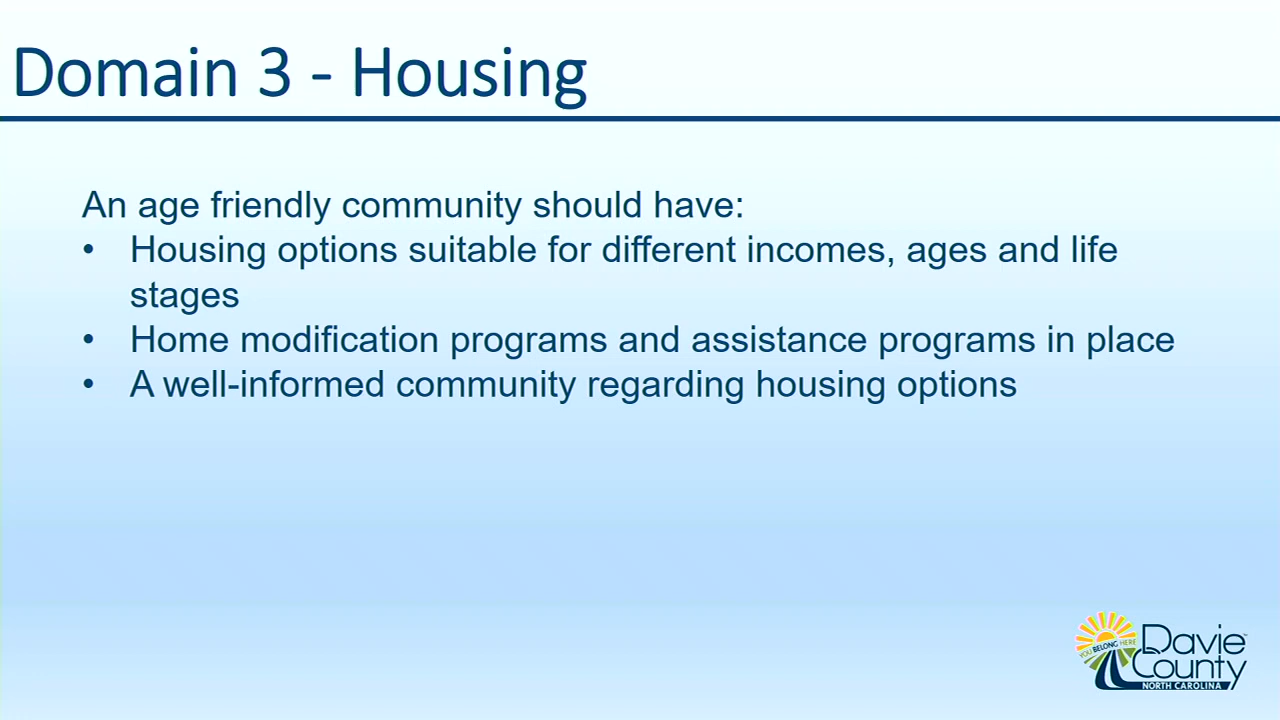 Domain 3 - Housing
An age friendly community should have:
• Housing options suitable for different incomes, ages and life
stages
• Home modification programs and assistance programs in place
• A well-informed community regarding housing options
YOU BELONG HERE
Davie
County
NORTH CAROLINA